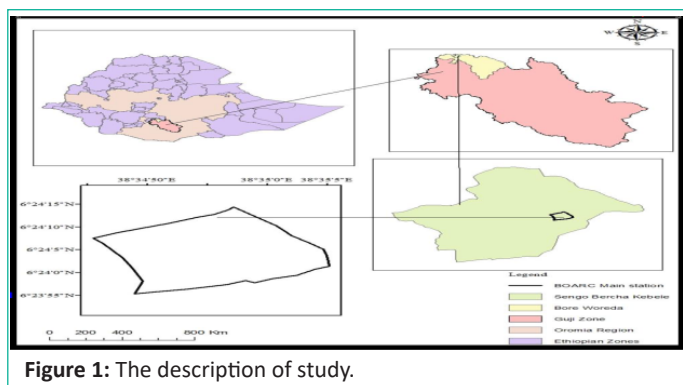 N
W E
S
38°34'50"E 38°35'0"E 38°35'5"E
6°24'15"N
6°24'10"N
6°24'5"N
6°24'0"N
6°23'55"N
0 200 400 800 Km
Legend
BOARC Main station
Sengo Bercha Kebele
Bore Woreda
Guji Zone
Oromia Region
Ethiopian Zones
Figure 1: The description of study.